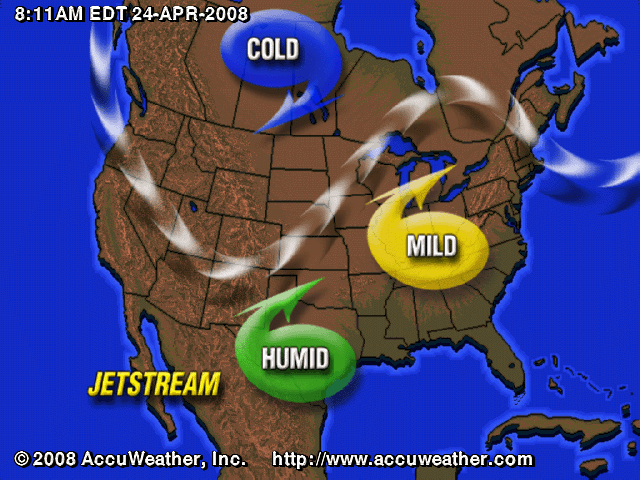 8:11AM EDT 24-APR-2008
COLD
MILD
HUMID
JETSTREAM
© 2008 AccuWeather, Inc. http://www.accuweather.com